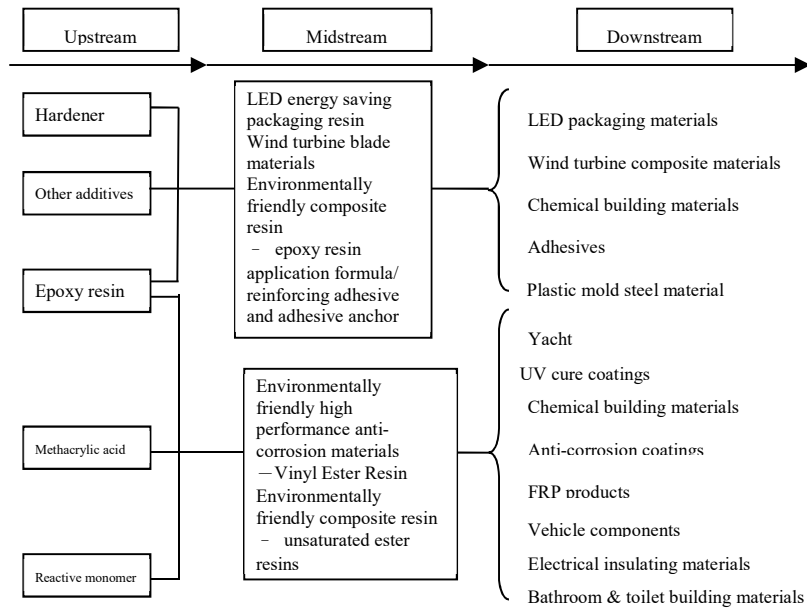 Upstream
Midstream
Downstream
Hardener
Other additives
Epoxy resin
Methacrylic acid
Reactive monomer
LED energy saving
packaging resin
Wind turbine blade
materials
Environmentally
friendly composite
resin
－ epoxy resin
application formula/
reinforcing adhesive
and adhesive anchor
Environmentally
friendly high
performance anti-
corrosion materials
－Vinyl Ester Resin
Environmentally
friendly composite resin
－ unsaturated ester
resins
LED packaging materials
Wind turbine composite materials
Chemical building materials
Adhesives
Plastic mold steel material
Yacht
UV cure coatings
Chemical building materials
Anti-corrosion coatings
FRP products
Vehicle components
Electrical insulating materials
Bathroom & toilet building materials